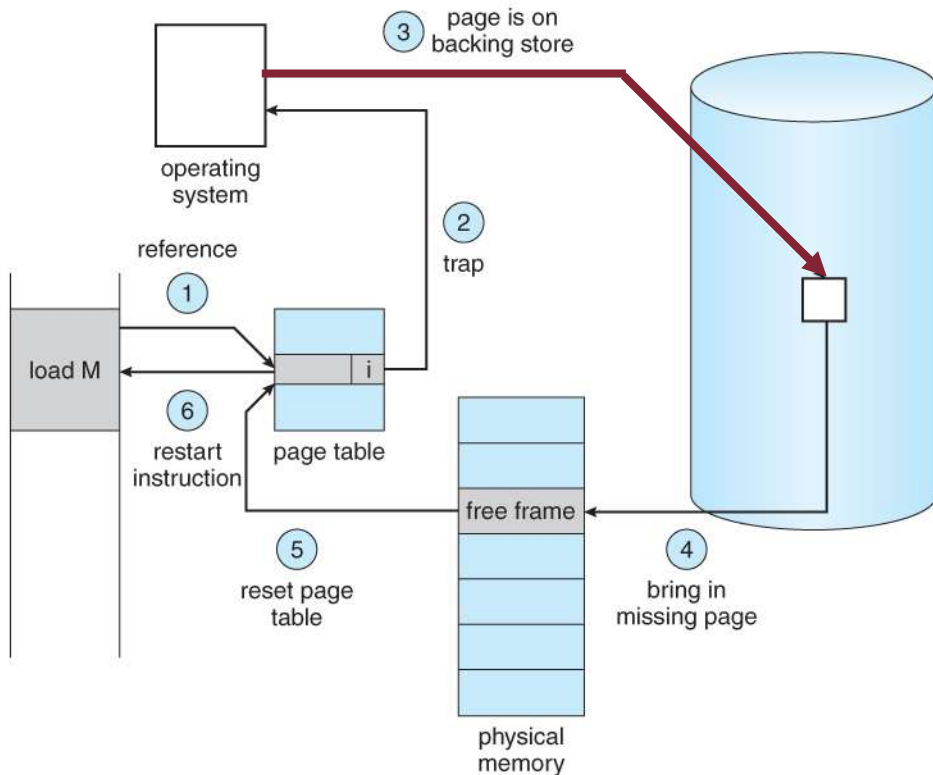 3
page is on
backing store
operating
system
reference
1
2
trap
load M
i
6
restart
instruction
page table
free frame
5
reset page
table
4
bring in
missing page
physical
memory